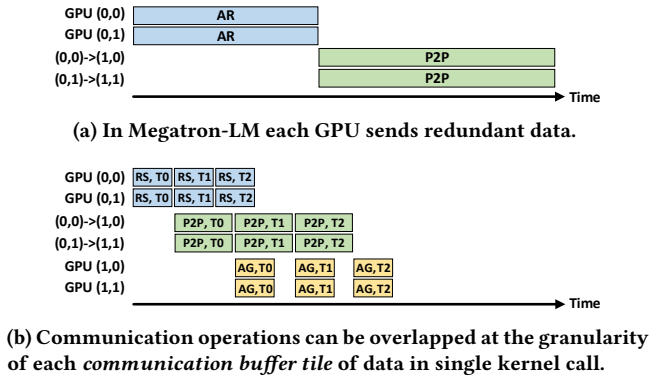 GPU (0,0) AR
GPU (0,1) AR
(0,0)->(1,0) P2P
(0,1)->(1,1) P2P
Time
(a) In Megatron-LM each GPU sends redundant data.
GPU (0,0) RS, T0 RS, T1 RS, T2
GPU (0,1) RS, T0 RS, T1 RS, T2
(0,0)->(1,0) P2P, T0 P2P, T1 P2P, T2
(0,1)->(1,1) P2P, T0 P2P, T1 P2P, T2
GPU (1,0) AG,T0 AG,T1 AG,T2
GPU (1,1) AG,T0 AG,T1 AG,T2
Time
(b) Communication operations can be overlapped at the granularity
of each communication buffer tile of data in single kernel call.